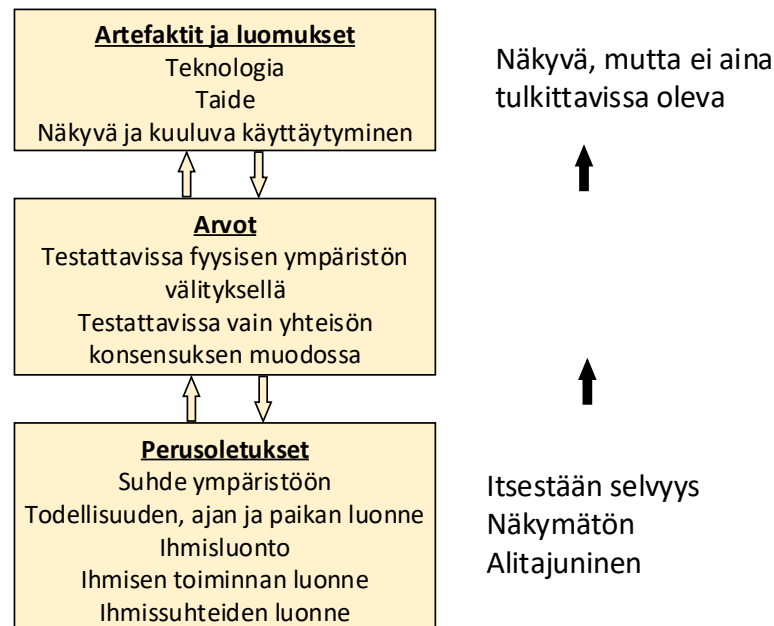 Artefaktit ja luomukset
Teknologia
Taide
Näkyvä ja kuuluva käyttäytyminen
Näkyvä, mutta ei aina
tulkittavissa oleva
Arvot
Testattavissa fyysisen ympäristön
välityksellä
Testattavissa vain yhteisön
konsensuksen muodossa
Perusoletukset
Suhde ympäristöön
Todellisuuden, ajan ja paikan luonne
Ihmisluonto
Ihmisen toiminnan luonne
Ihmissuhteiden luonne
Itsestään selvyys
Näkymätön
Alitajuninen